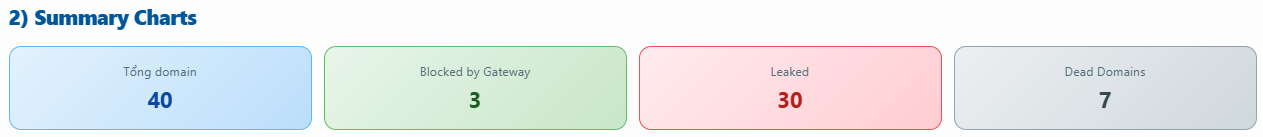 2) Summary Charts
Tổng domain
40
Blocked by Gateway
3
Leaked
30
Dead Domains
7